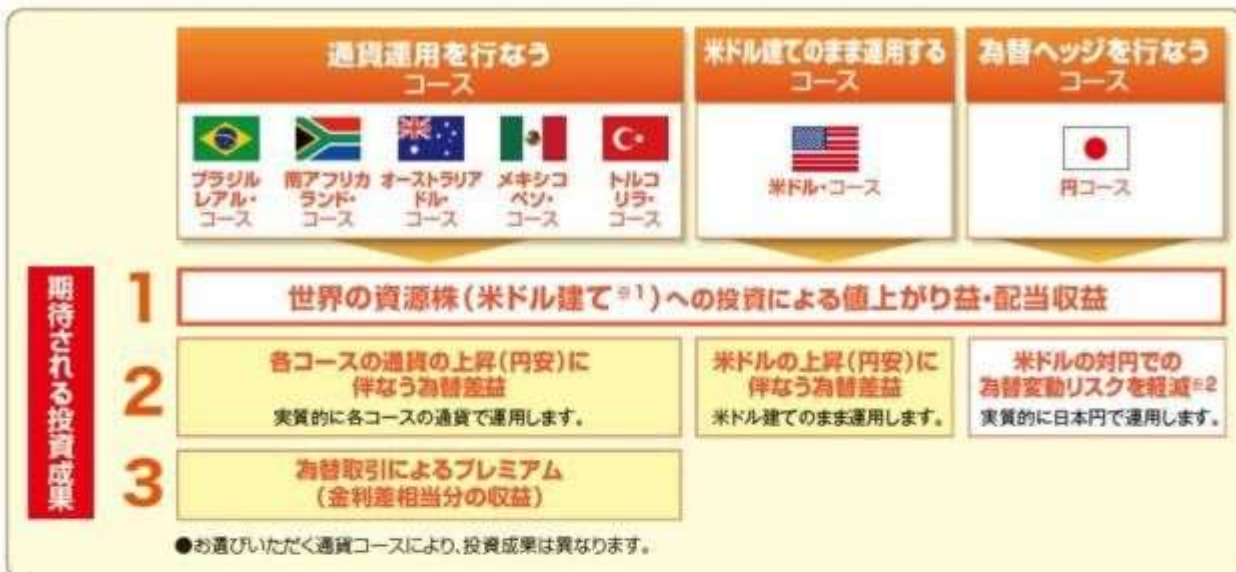 通貨運用を行なう
コース
米ドル建てのまま運用する
コース
為替ヘッジを行なう
コース
ブラジル
レアル・
コース
南アフリカ
ランド・
コース
オーストラリア
ドル・
コース
メキシコ
ペソ・
コース
トルコ
リラ・
コース
米ドル・コース
円コース
期待される投資成果
1
世界の資源株(米ドル建て※1)への投資による値上がり益・配当収益
2
各コースの通貨の上昇(円安)に
伴なう為替差益
実質的に各コースの通貨で運用します。
米ドルの上昇(円安)に
伴なう為替差益
米ドル建てのまま運用します。
米ドルの対円での
為替変動リスクを軽減※2
実質的に日本円で運用します。
3
為替取引によるプレミアム
(金利差相当分の収益)
●お選びいただく通貨コースにより、投資成果は異なります。